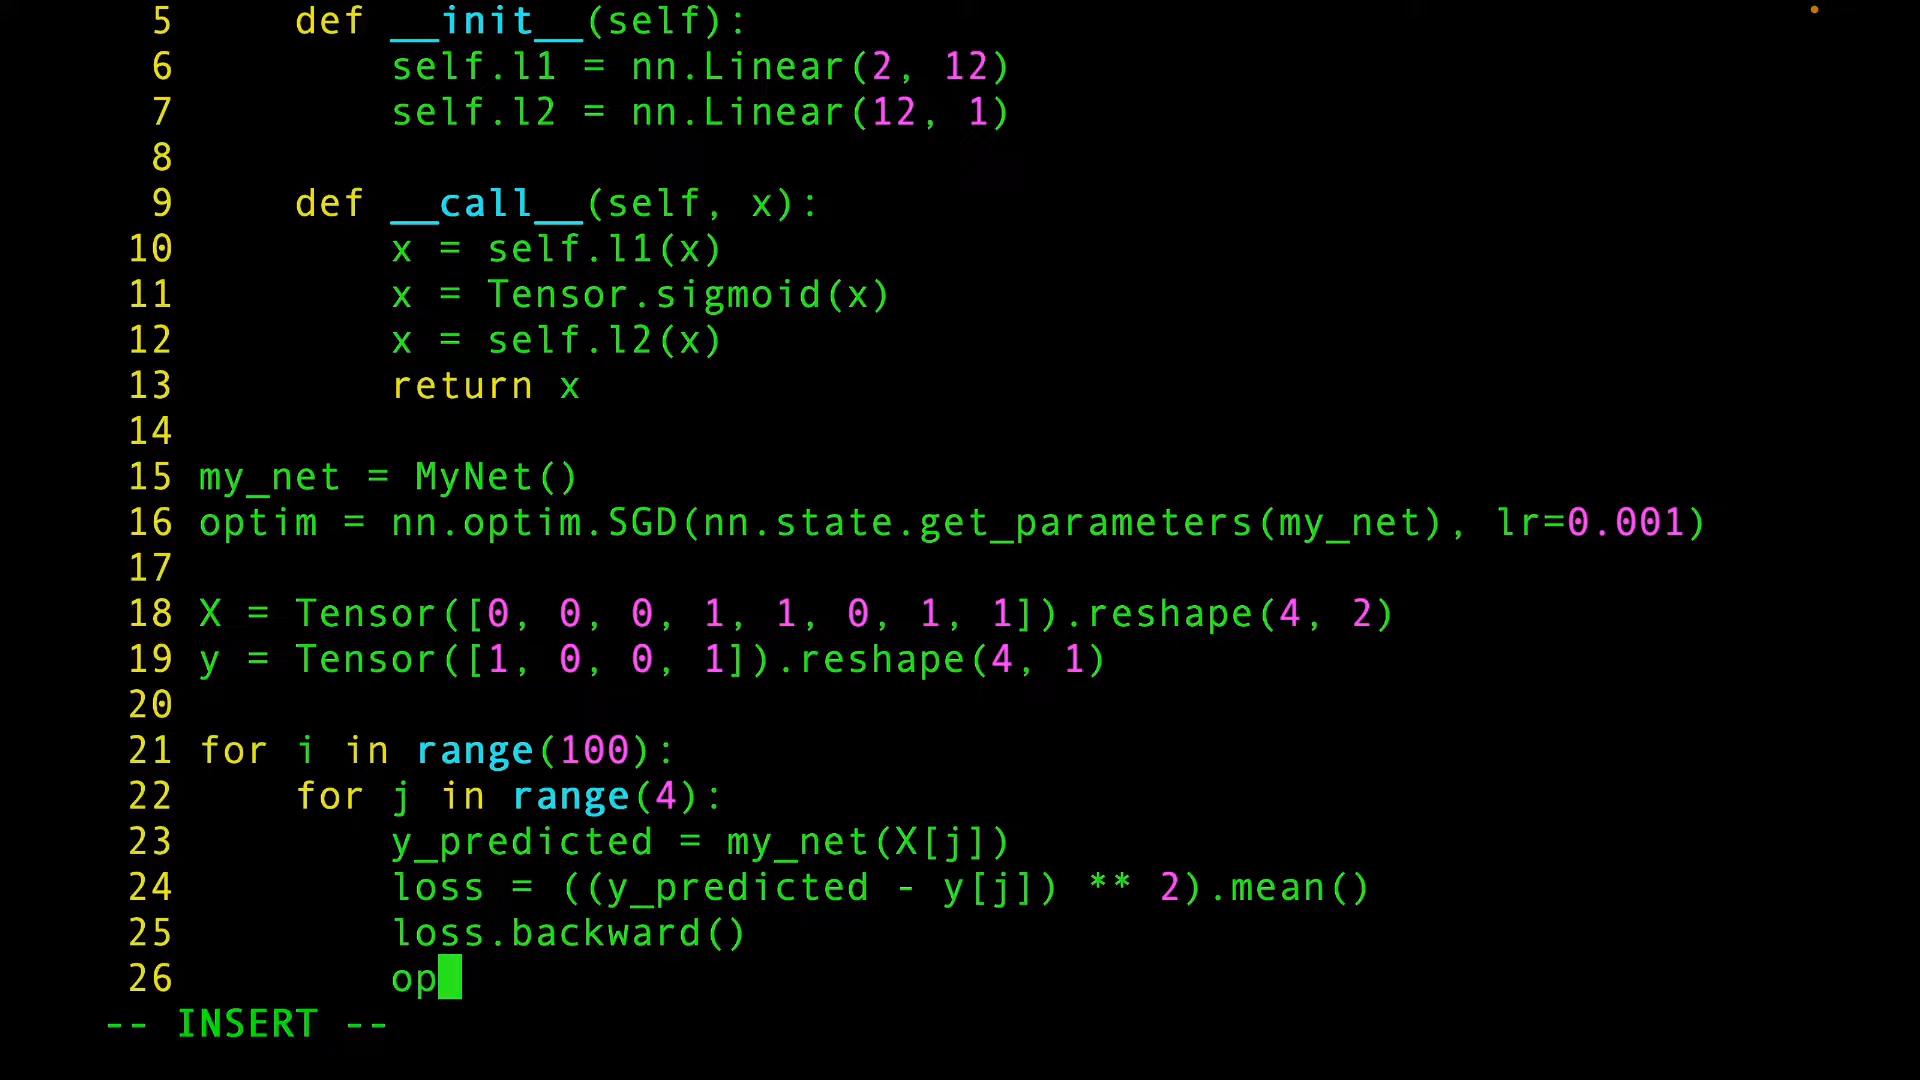 5     def __init__(self):
6         self.l1 = nn.Linear(2, 12)
7         self.l2 = nn.Linear(12, 1)
8
9     def __call__(self, x):
10         x = self.l1(x)
11         x = Tensor.sigmoid(x)
12         x = self.l2(x)
13         return x
14
15 my_net = MyNet()
16 optim = nn.optim.SGD(nn.state.get_parameters(my_net), lr=0.001)
17
18 X = Tensor([0, 0, 0, 1, 1, 0, 1, 1]).reshape(4, 2)
19 y = Tensor([1, 0, 0, 1]).reshape(4, 1)
20
21 for i in range(100):
22     for j in range(4):
23         y_predicted = my_net(X[j])
24         loss = ((y_predicted - y[j]) ** 2).mean()
25         loss.backward()
26         op
-- INSERT --